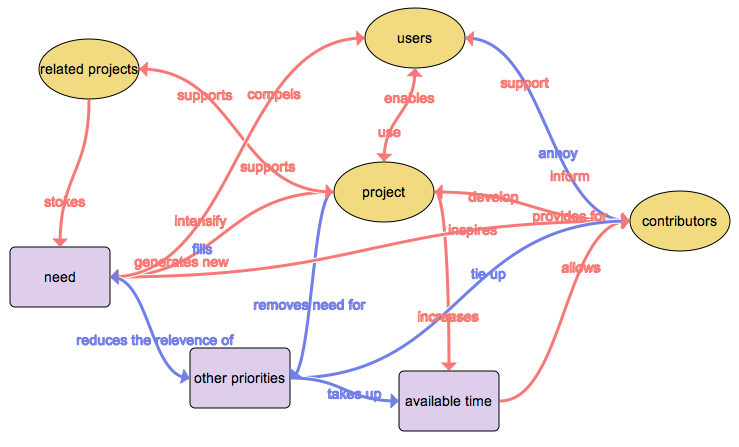 users
related projects
supports
compels
enables
support
use
annoy
supports
inform
project
develop
stokes
intensify
provides for
contributors
inspires
fills
generates new
need
tie up
allows
removes need for
increases
reduces the relevence of
other priorities
takes up
available time